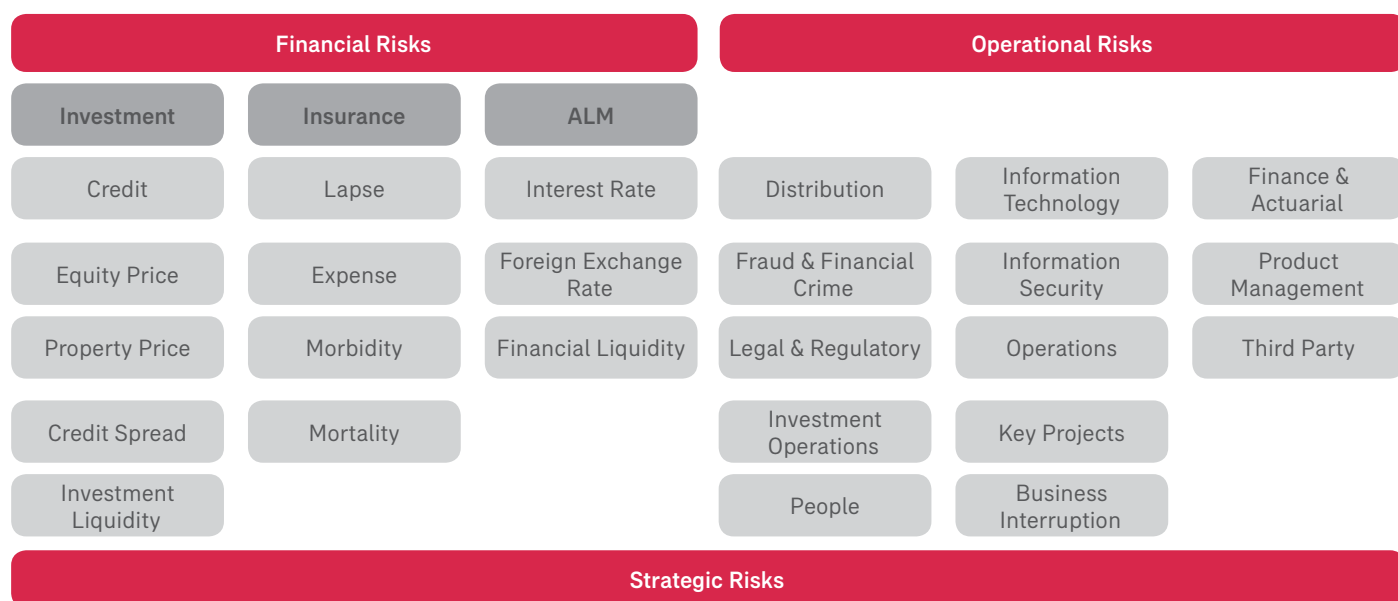 Financial Risks
Operational Risks
Investment
Insurance
ALM
Credit
Lapse
Interest Rate
Distribution
Information
Technology
Finance &
Actuarial
Equity Price
Expense
Foreign Exchange
Rate
Fraud & Financial
Crime
Information
Security
Product
Management
Property Price
Morbidity
Financial Liquidity
Legal & Regulatory
Operations
Third Party
Credit Spread
Mortality
Investment
Operations
Key Projects
Investment
Liquidity
People
Business
Interruption
Strategic Risks